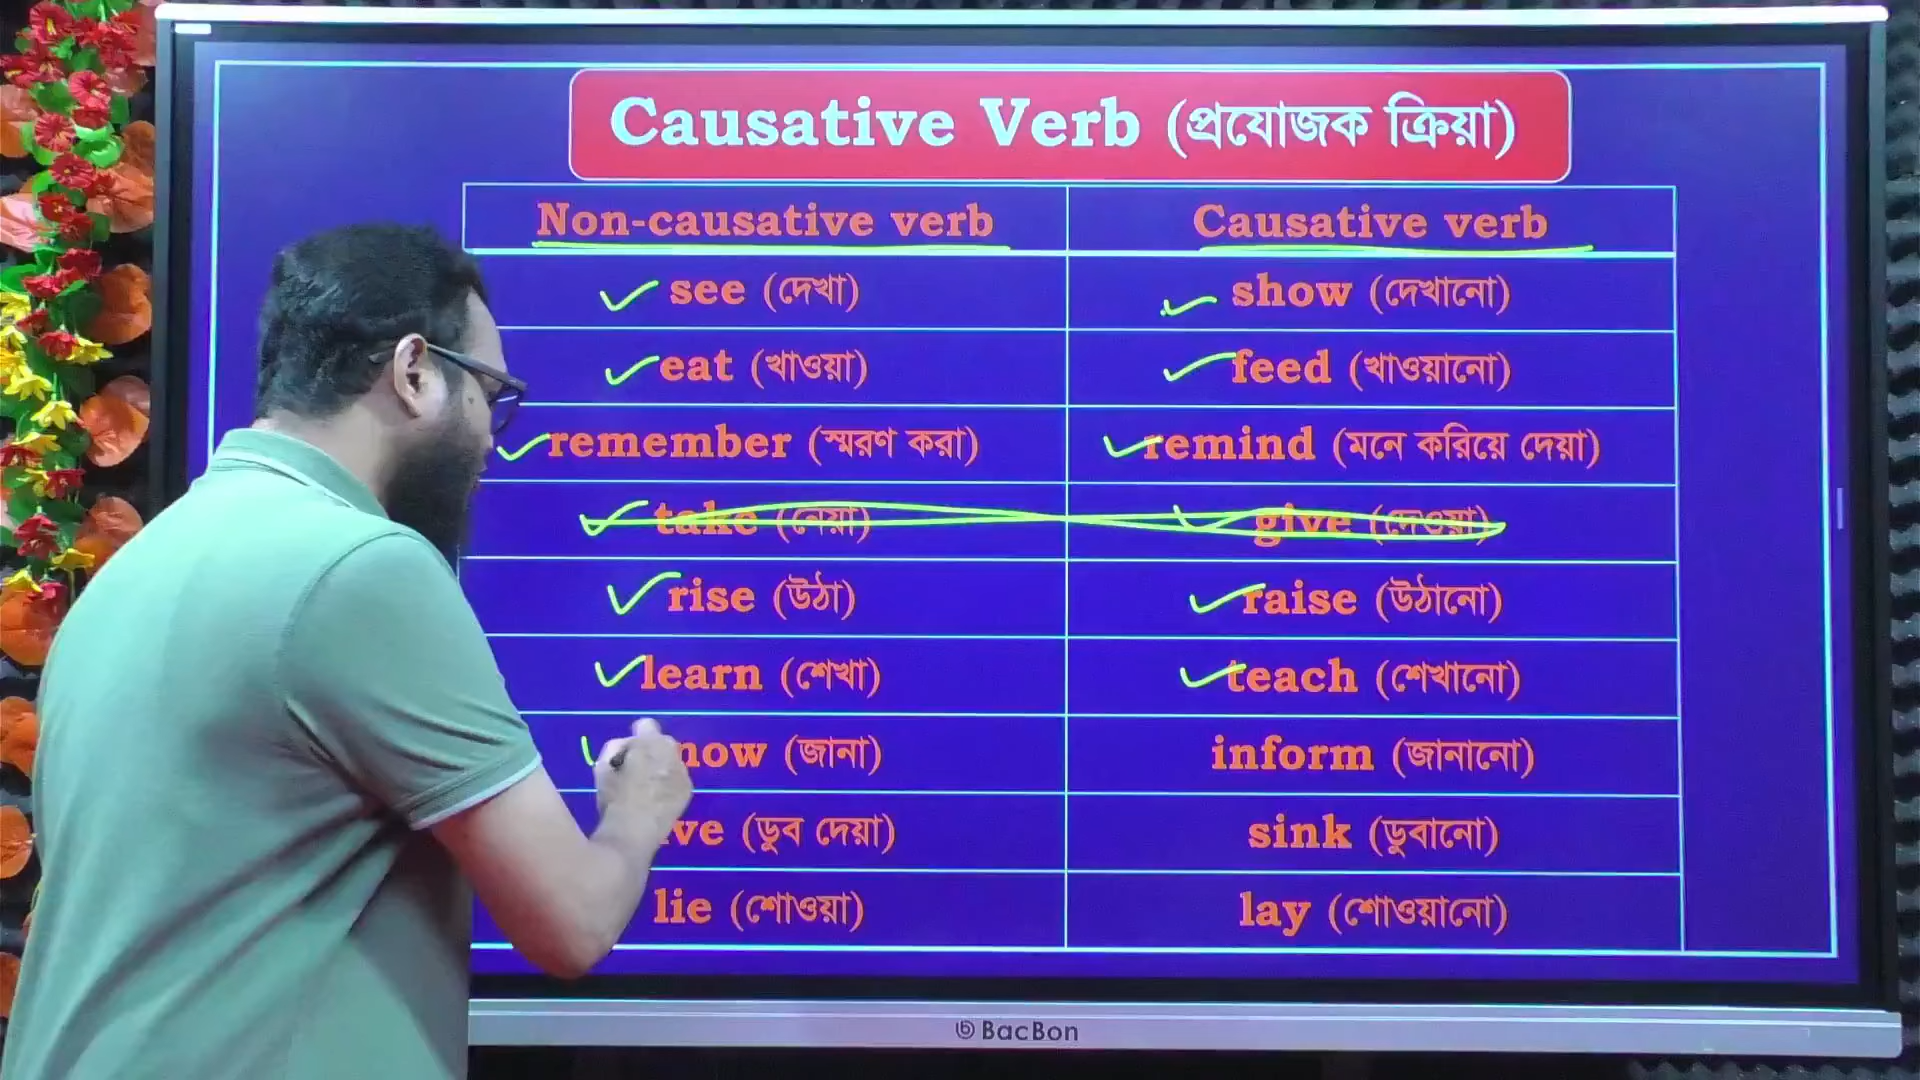 Causative Verb (প্রযোজক ক্রিয়া)
Non-causative verb Causative verb
see (দেখা) show (দেখানো)
eat (খাওয়া) feed (খাওয়ানো)
remember (স্মরণ করা) remind (মনে করিয়ে দেয়া)
take (নেয়া) give (দেওয়া)
rise (উঠা) raise (উঠানো)
learn (শেখা) teach (শেখানো)
(জানা) inform (জানানো)
(ডুব দেয়া) sink (ডুবানো)
lie (শোওয়া) lay (শোওয়ানো)
BacBon